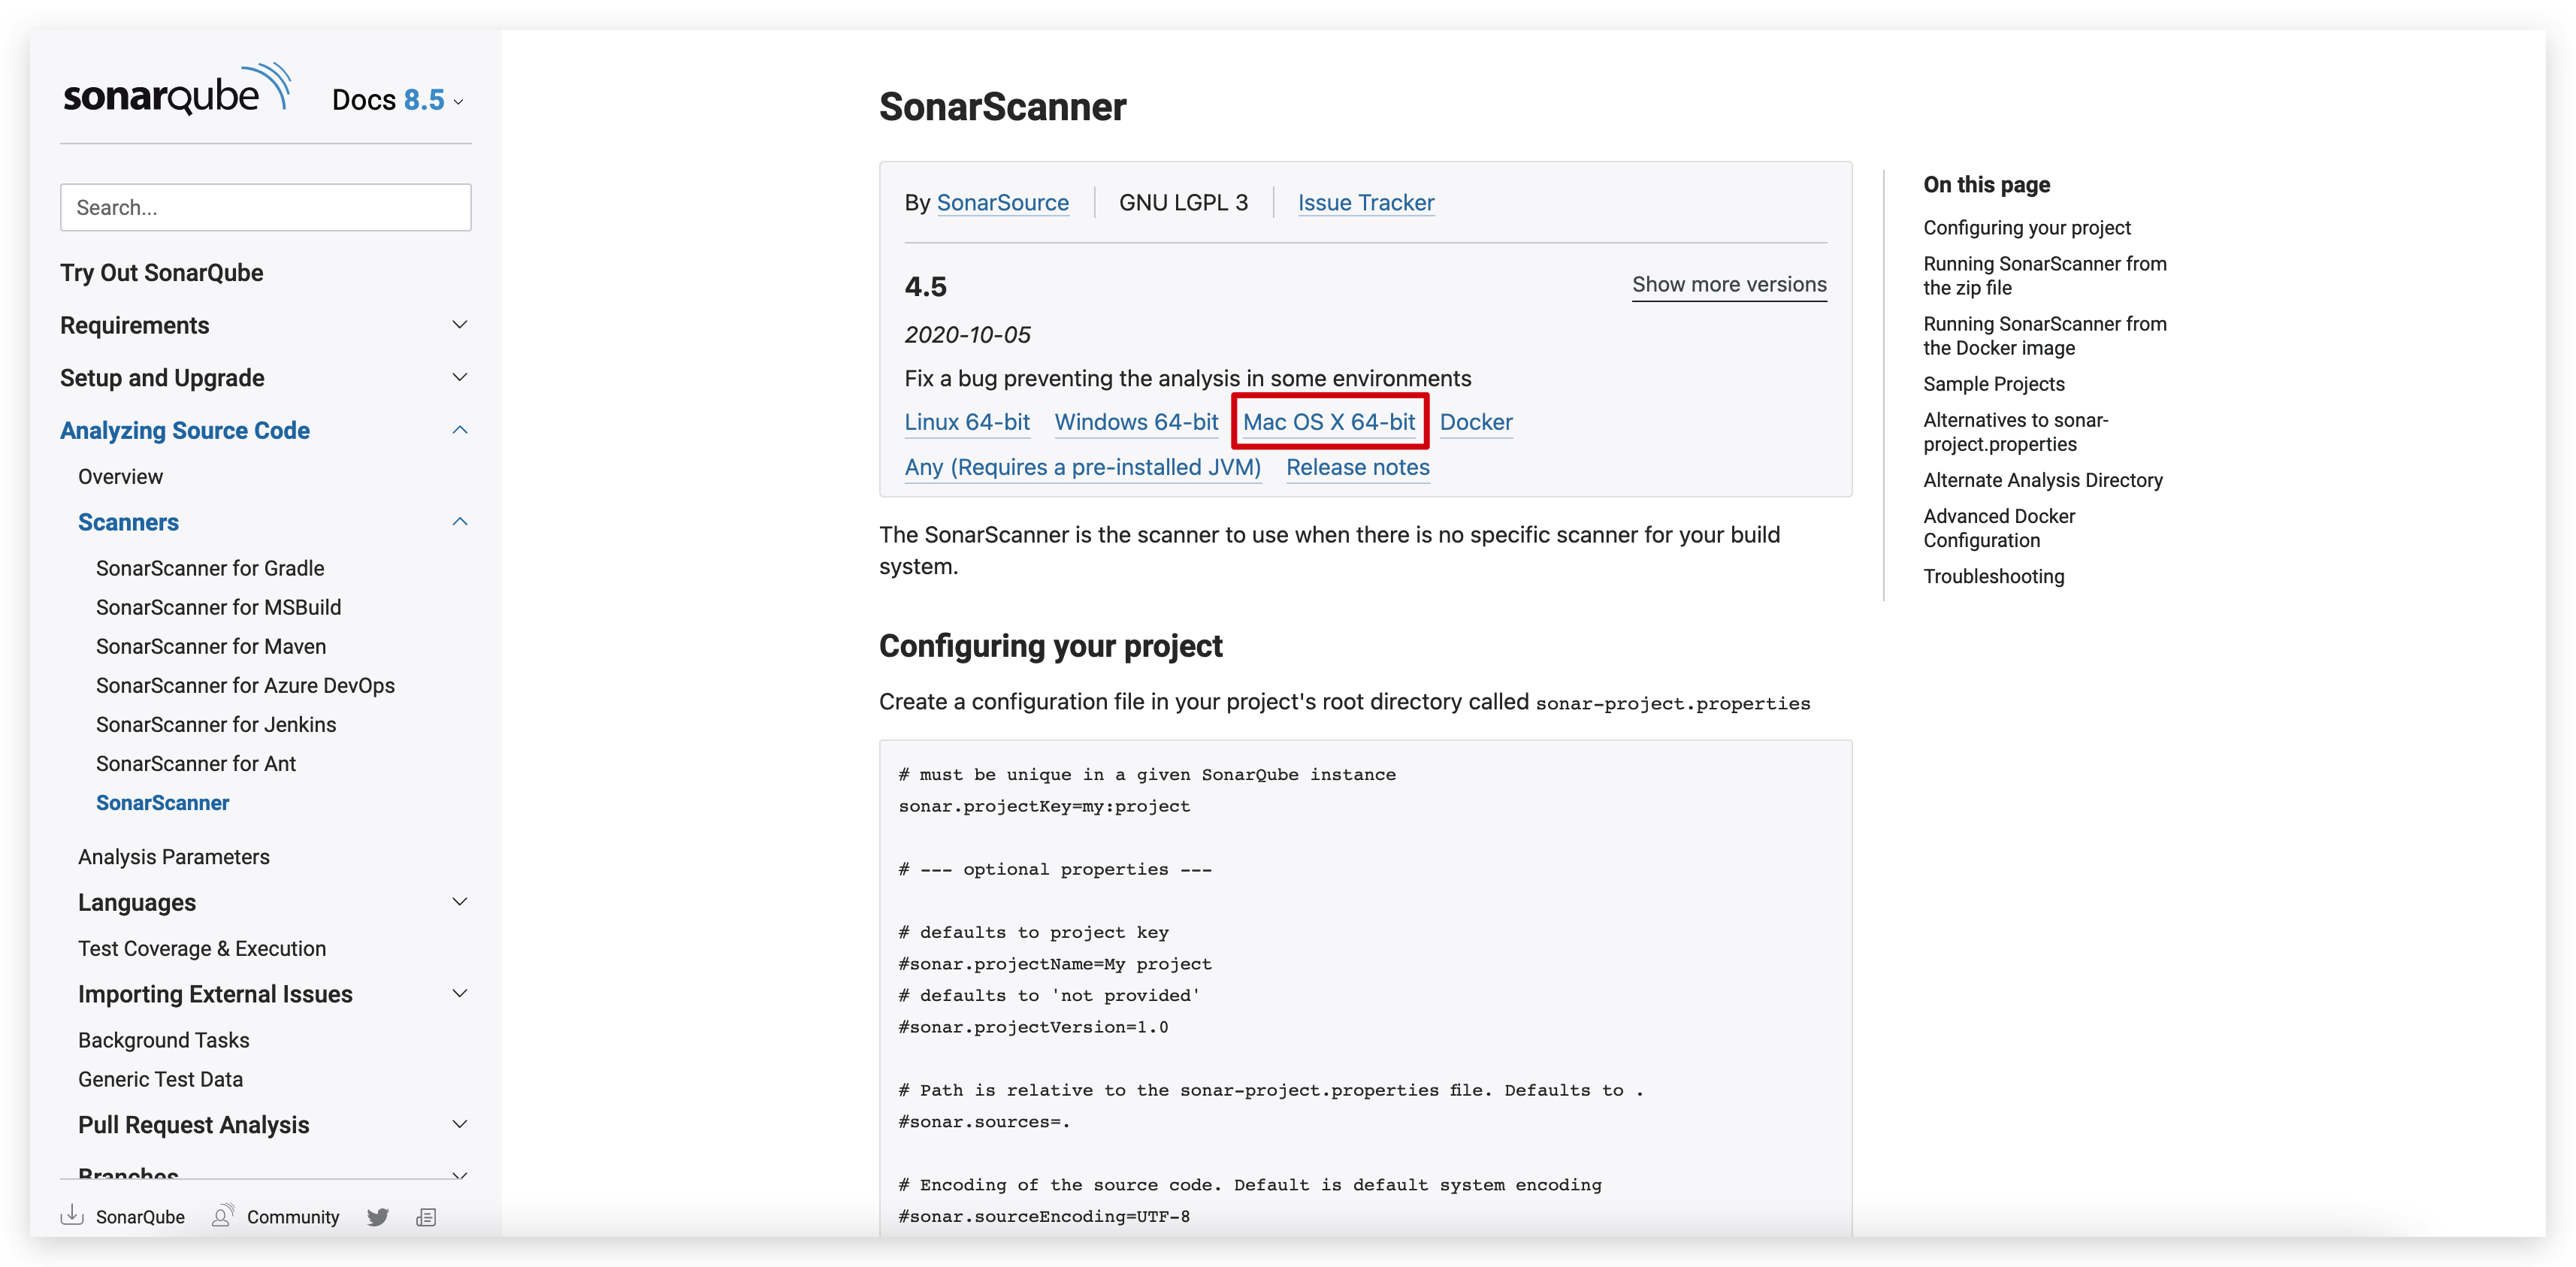 sonarqube Docs 8.5
Search...
Try Out SonarQube
Requirements
Setup and Upgrade
Analyzing Source Code
Overview
Scanners
SonarScanner for Gradle
SonarScanner for MSBuild
SonarScanner for Maven
SonarScanner for Azure DevOps
SonarScanner for Jenkins
SonarScanner for Ant
SonarScanner
Analysis Parameters
Languages
Test Coverage & Execution
Importing External Issues
Background Tasks
Generic Test Data
Pull Request Analysis
Branches
SonarQube Community
SonarScanner
By SonarSource GNU LGPL 3 Issue Tracker
4.5 Show more versions
2020-10-05
Fix a bug preventing the analysis in some environments
Linux 64-bit Windows 64-bit Mac OS X 64-bit Docker
Any (Requires a pre-installed JVM) Release notes
The SonarScanner is the scanner to use when there is no specific scanner for your build
system.
Configuring your project
Create a configuration file in your project's root directory called sonar-project.properties
# must be unique in a given SonarQube instance
sonar.projectKey=my:project
# --- optional properties ---
# defaults to project key
#sonar.projectName=My project
# defaults to 'not provided'
#sonar.projectVersion=1.0
# Path is relative to the sonar-project.properties file. Defaults to .
#sonar.sources=.
# Encoding of the source code. Default is default system encoding
#sonar.sourceEncoding=UTF-8
On this page
Configuring your project
Running SonarScanner from
the zip file
Running SonarScanner from
the Docker image
Sample Projects
Alternatives to sonar-
project.properties
Alternate Analysis Directory
Advanced Docker
Configuration
Troubleshooting